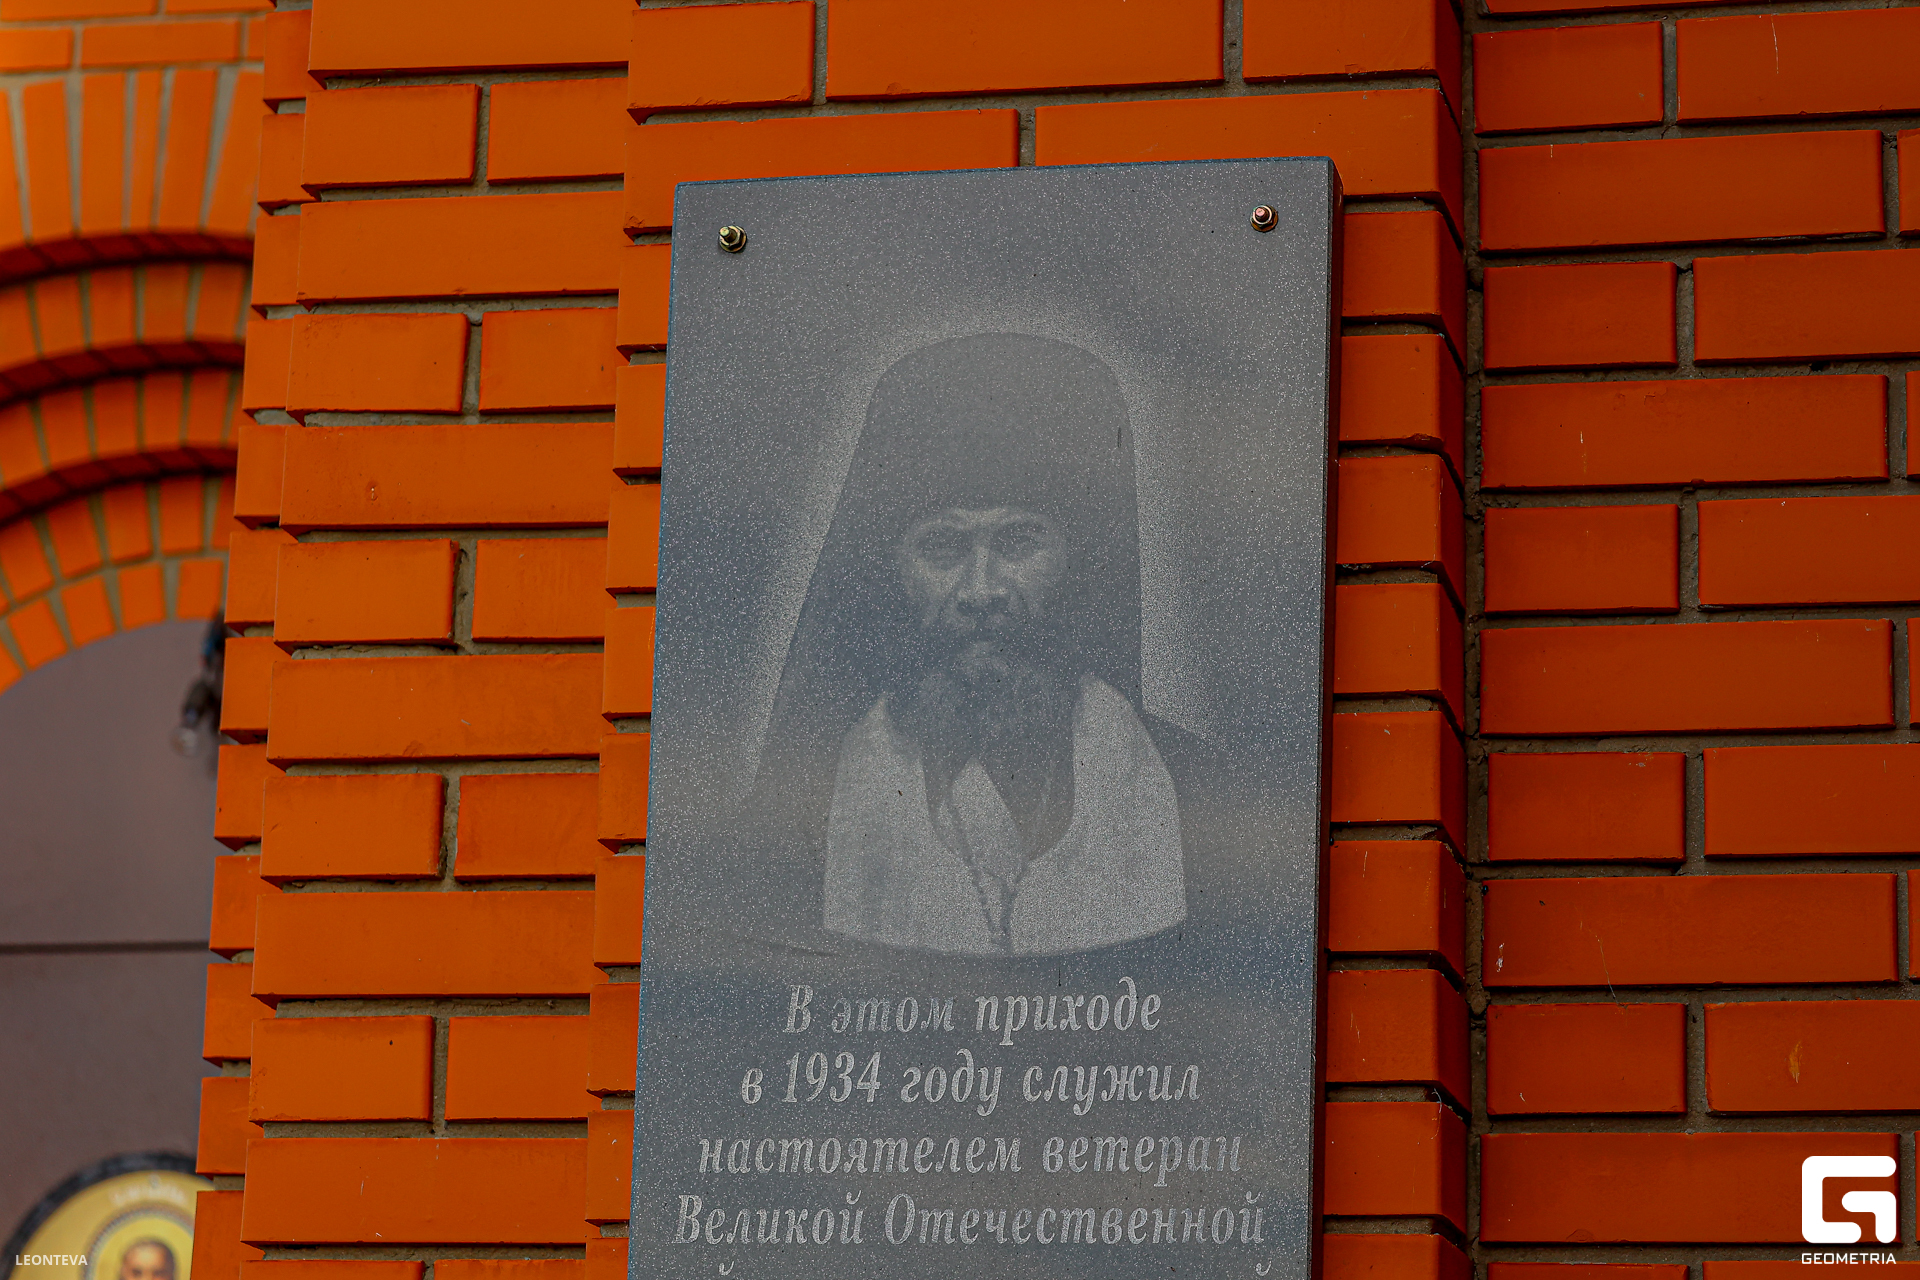 В этом приходе
в 1934 году служил
настоятелем ветеран
Великой Отечественной
LEONTEVA
GEOMETRIA